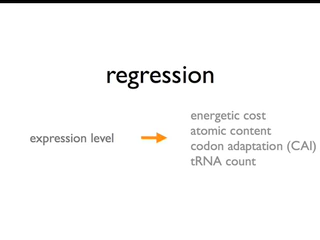 regression
expression level
energetic cost
atomic content
codon adaptation (CAI)
tRNA count